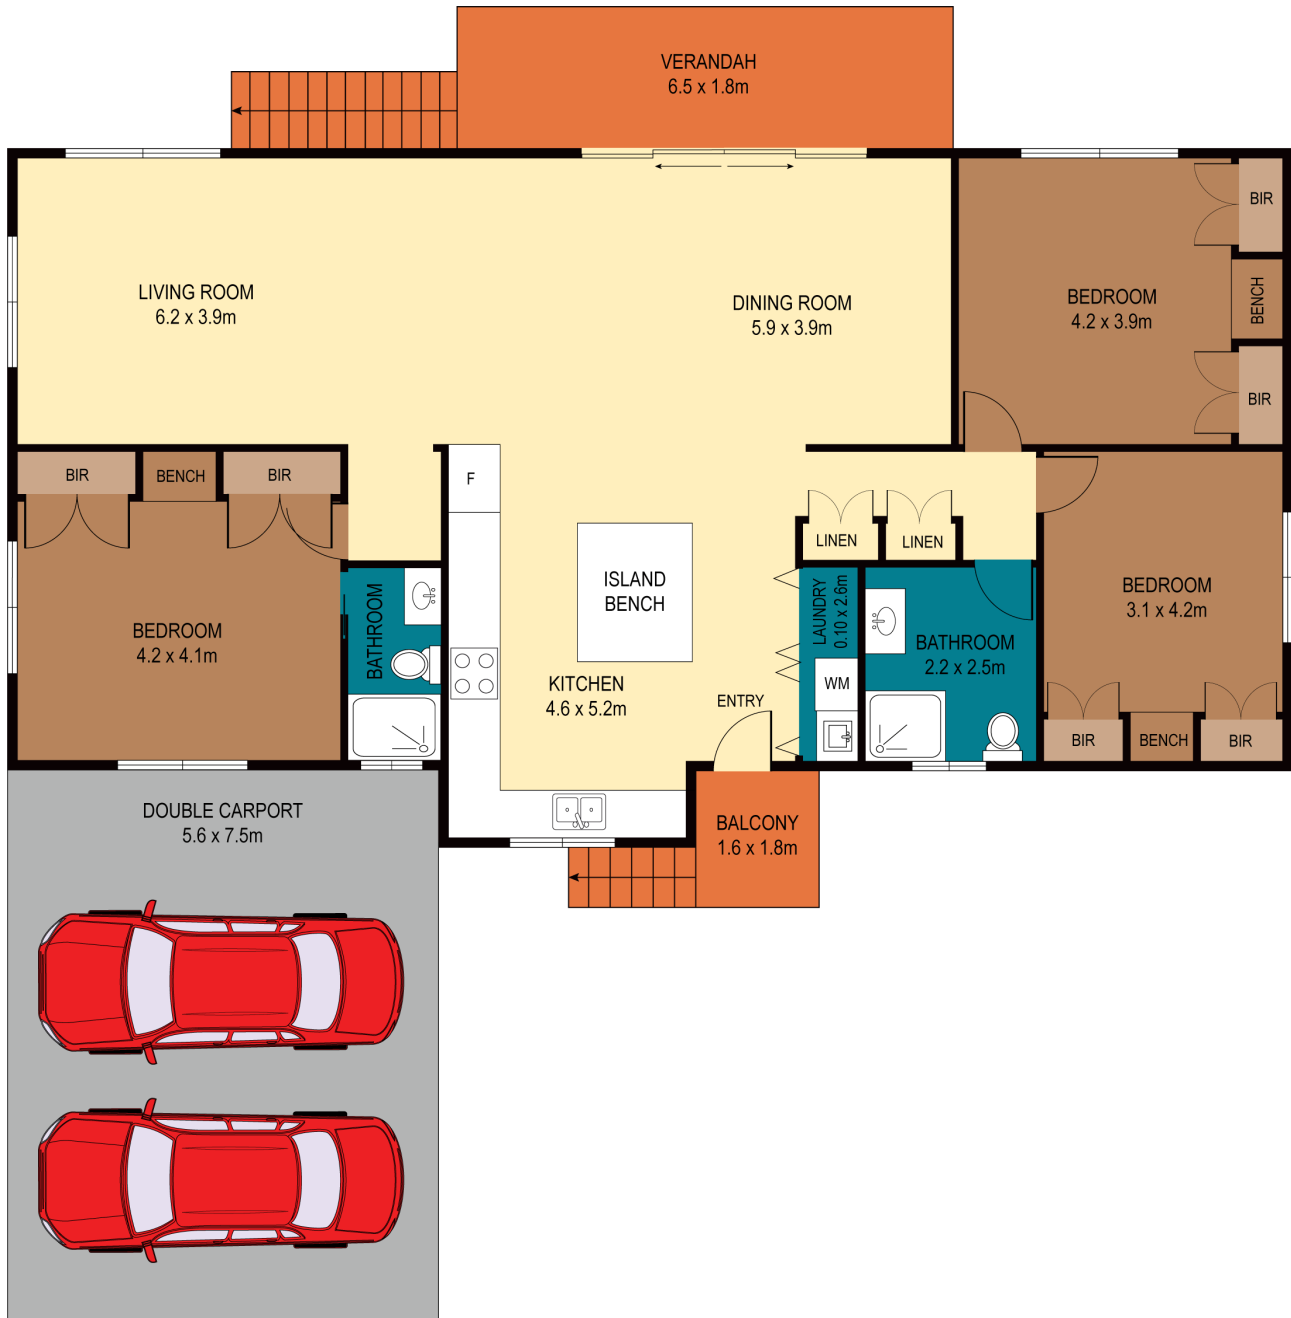 VERANDAH
6.5 x 1.8m
LIVING ROOM
6.2 x 3.9m
DINING ROOM
5.9 x 3.9m
BEDROOM
4.2 x 3.9m
BIR
BENCH
BIR
BIR
BENCH
BIR
F
ISLAND
BENCH
LINEN
LINEN
BEDROOM
4.2 x 4.1m
BATHROOM
KITCHEN
4.6 x 5.2m
ENTRY
LAUNDRY
0.10 x 2.6m
WM
BATHROOM
2.2 x 2.5m
BEDROOM
3.1 x 4.2m
BIR
BENCH
BIR
DOUBLE CARPORT
5.6 x 7.5m
BALCONY
1.6 x 1.8m